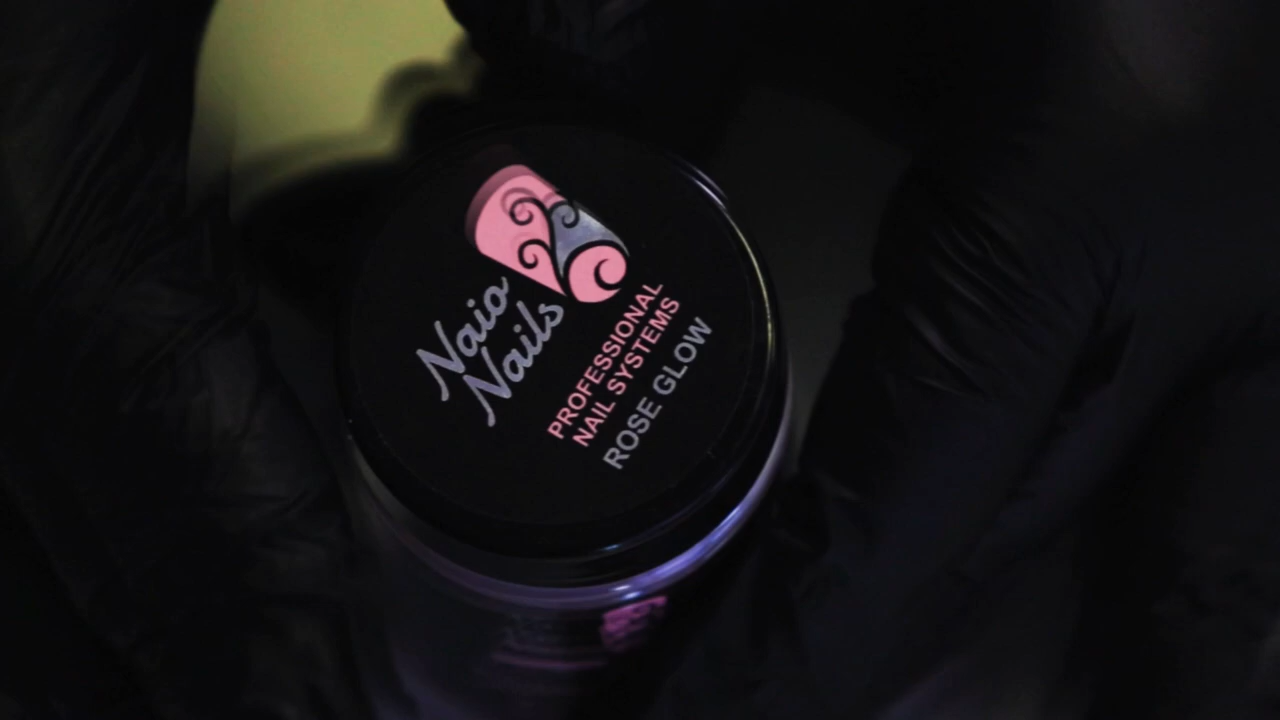 Naio
Nails
PROFESSIONAL
NAIL SYSTEMS
ROSE GLOW